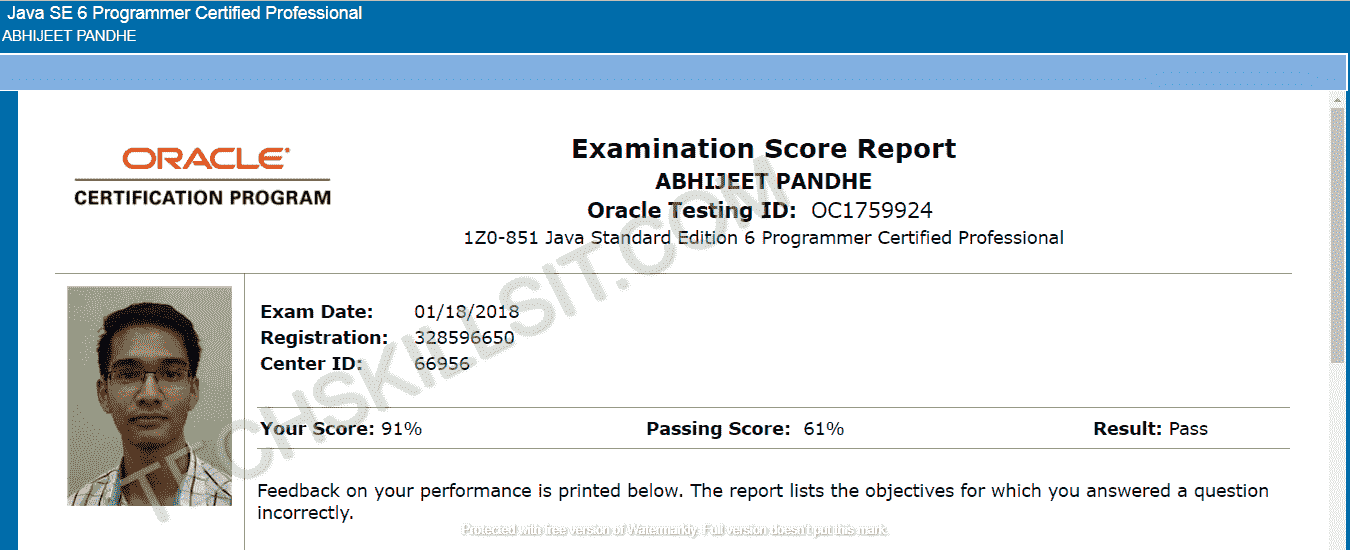 Java SE 6 Programmer Certified Professional
ABHIJEET PANDHE
ORACLE
CERTIFICATION PROGRAM
Examination Score Report
ABHIJEET PANDHE
Oracle Testing ID: OC1759924
1Z0-851 Java Standard Edition 6 Programmer Certified Professional
Exam Date: 01/18/2018
Registration: 328596650
Center ID: 66956
Your Score: 91% Passing Score: 61% Result: Pass
Feedback on your performance is printed below. The report lists the objectives for which you answered a question
incorrectly.
TECHSKILLSIT.COM
Protected with free version of Watermarkly. Full version doesn't put this mark.